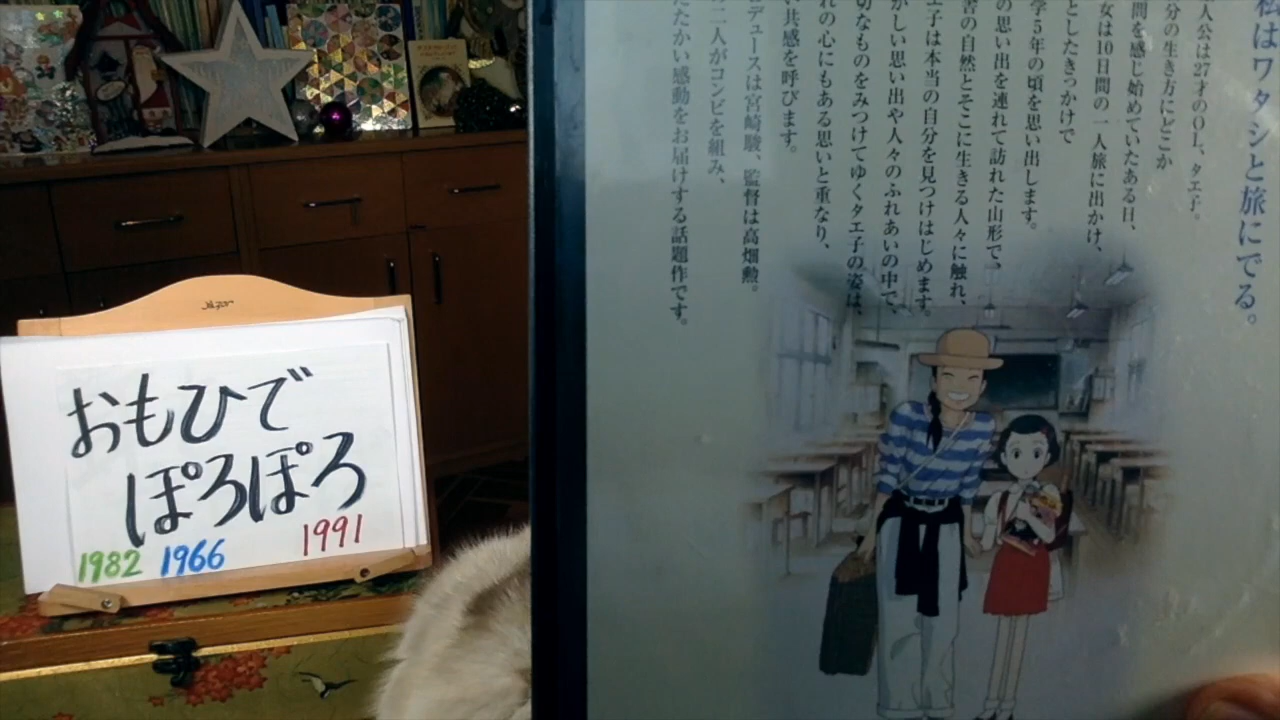 おもひで
ぽろぽろ
1982 1966 1991
私はワタシと旅にでる。
人公は27才のOL、タエ子。
分の生き方にどこか
間を感じ始めていたある日、
女は10日間の一人旅に出かけ、
としたきっかけで
学5年の頃を思い出します。
の思い出を連れて訪れた山形で、
舎の自然とそこに生きる人々に触れ、
エ子は本当の自分を見つけはじめます。
かしい思い出や人々のふれあいの中で、
切なものをみつけてゆくタエ子の姿は、
れの心にもある思いと重なり、
い共感を呼びます。
デュースは宮崎駿、監督は高畑勲。
二人がコンビを組み、
たたかい感動をお届けする話題作です。